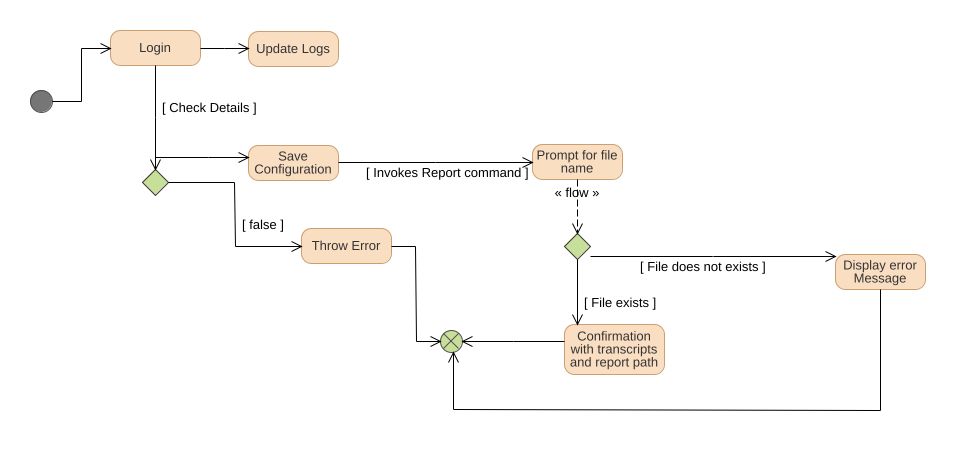 Login
Update Logs
[ Check Details ]
Save
Configuration
[ Invokes Report command ]
Prompt for file
name
« flow »
[ false ]
Throw Error
[ File does not exists ]
Display error
Message
[ File exists ]
Confirmation
with transcripts
and report path